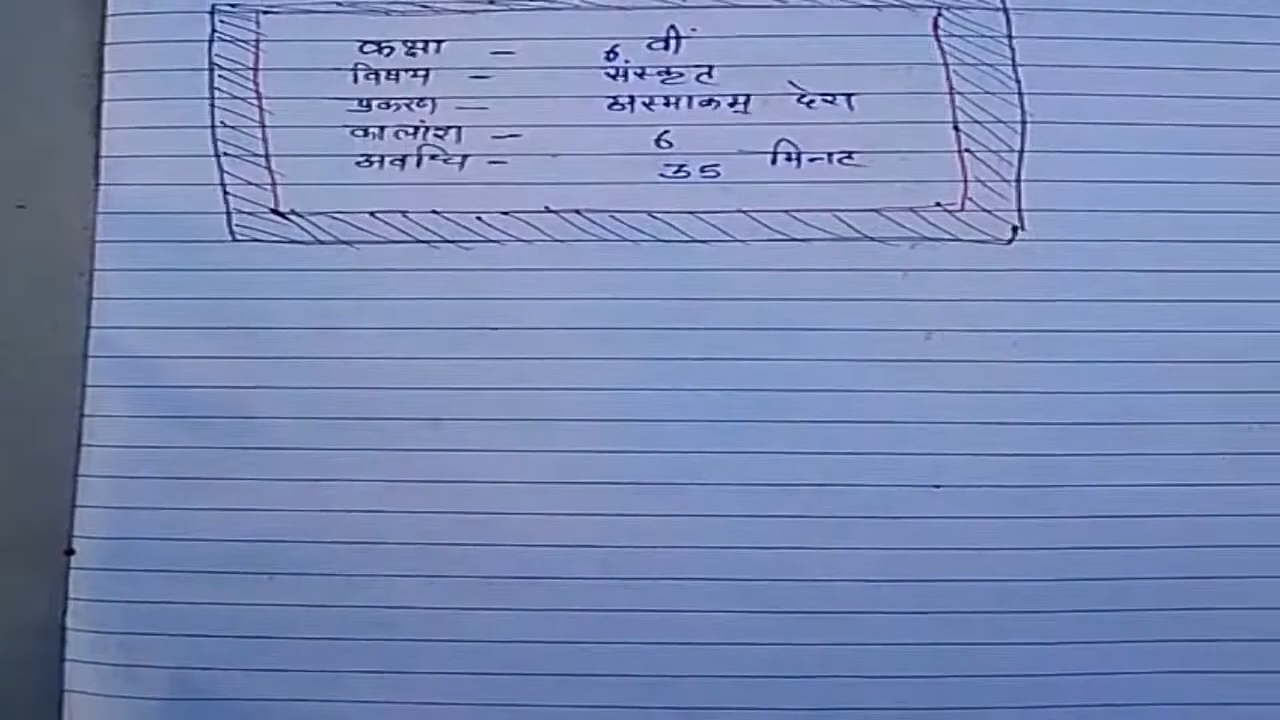 कक्षा – 6 वीं
विषय – संस्कृत
प्रकरण – अस्माकम् देश
कालांश – 6
अवधि – 35 मिनट